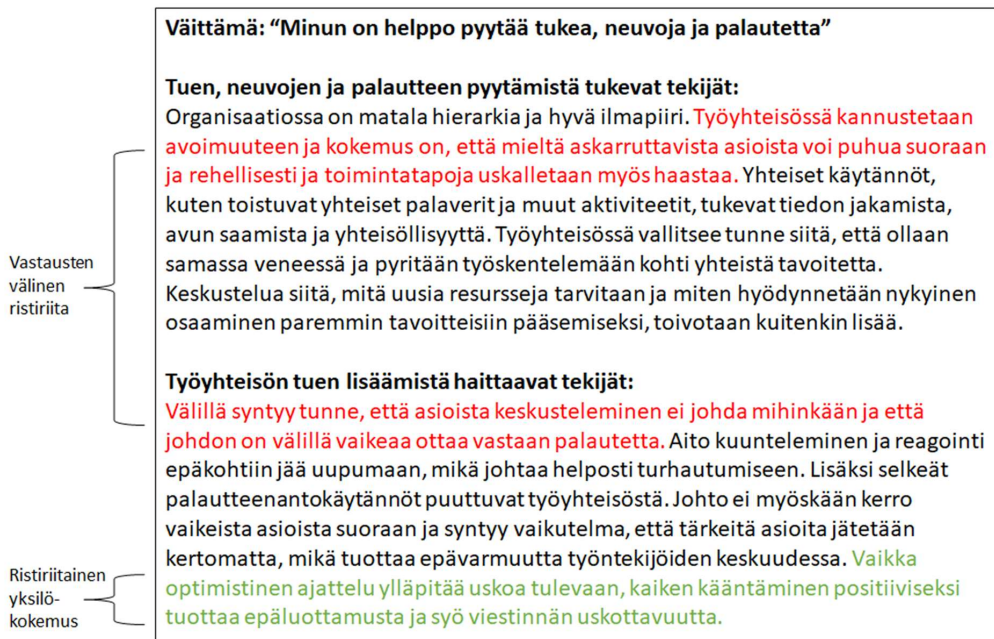 Väittämä: “Minun on helppo pyytää tukea, neuvoja ja palautetta”
Tuen, neuvojen ja palautteen pyytämistä tukevat tekijät:
Organisaatiossa on matala hierarkia ja hyvä ilmapiiri. Työyhteisössä kannustetaan
avoimuuteen ja kokemus on, että mieltä askarruttavista asioista voi puhua suoraan
ja rehellisesti ja toimintatapoja uskalletaan myös haastaa. Yhteiset käytännöt,
kuten toistuvat yhteiset palaverit ja muut aktiviteetit, tukevat tiedon jakamista,
avun saamista ja yhteisöllisyyttä. Työyhteisössä vallitsee tunne siitä, että ollaan
samassa veneessä ja pyritään työskentelemään kohti yhteistä tavoitetta.
Keskustelua siitä, mitä uusia resursseja tarvitaan ja miten hyödynnetään nykyinen
osaaminen paremmin tavoitteisiin pääsemiseksi, toivotaan kuitenkin lisää.
Vastausten
välinen
ristiriita
Työyhteisön tuen lisäämistä haittaavat tekijät:
Välillä syntyy tunne, että asioista keskusteleminen ei johda mihinkään ja että
johdon on välillä vaikeaa ottaa vastaan palautetta. Aito kuunteleminen ja reagointi
epäkohtiin jää uupumaan, mikä johtaa helposti turhautumiseen. Lisäksi selkeät
palautteenantokäytännöt puuttuvat työyhteisöstä. Johto ei myöskään kerro
vaikeista asioista suoraan ja syntyy vaikutelma, että tärkeitä asioita jätetään
kertomatta, mikä tuottaa epävarmuutta työntekijöiden keskuudessa. Vaikka
optimistinen ajattelu ylläpitää uskoa tulevaan, kaiken kääntäminen positiiviseksi
tuottaa epäluottamusta ja syö viestinnän uskottavuutta.
Ristiriitainen
yksilö-
kokemus